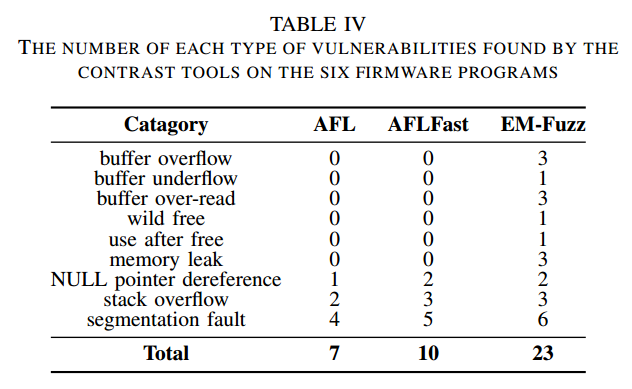 TABLE IV
THE NUMBER OF EACH TYPE OF VULNERABILITIES FOUND BY THE
CONTRAST TOOLS ON THE SIX FIRMWARE PROGRAMS
Catagory AFL AFLFast EM-Fuzz
buffer overflow 0 0 3
buffer underflow 0 0 1
buffer over-read 0 0 3
wild free 0 0 1
use after free 0 0 1
memory leak 0 0 3
NULL pointer dereference 1 2 2
stack overflow 2 3 3
segmentation fault 4 5 6
Total 7 10 23